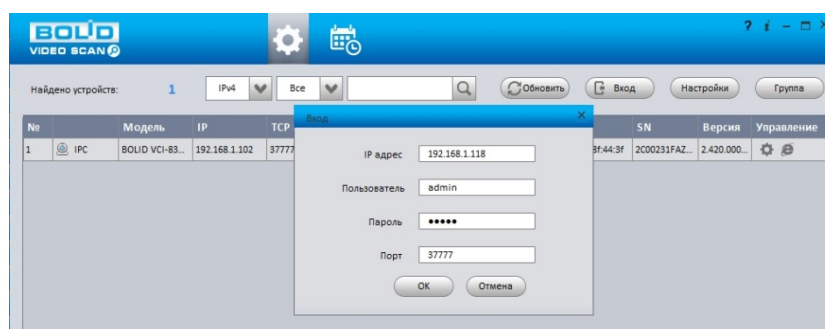 BOLID
VIDEO SCAN
? i
Найдено устройств: 1 IPv4 Все Обновить Вход Настройки Группа
№ Модель IP TCP SN Версия Управление
1 IPC BOLID VCI-83... 192.168.1.102 37777 3f:44:3f 2C00231FAZ... 2.420.000...
Вход
IP адрес 192.168.1.118
Пользователь admin
Пароль •••••
Порт 37777
OK Отмена